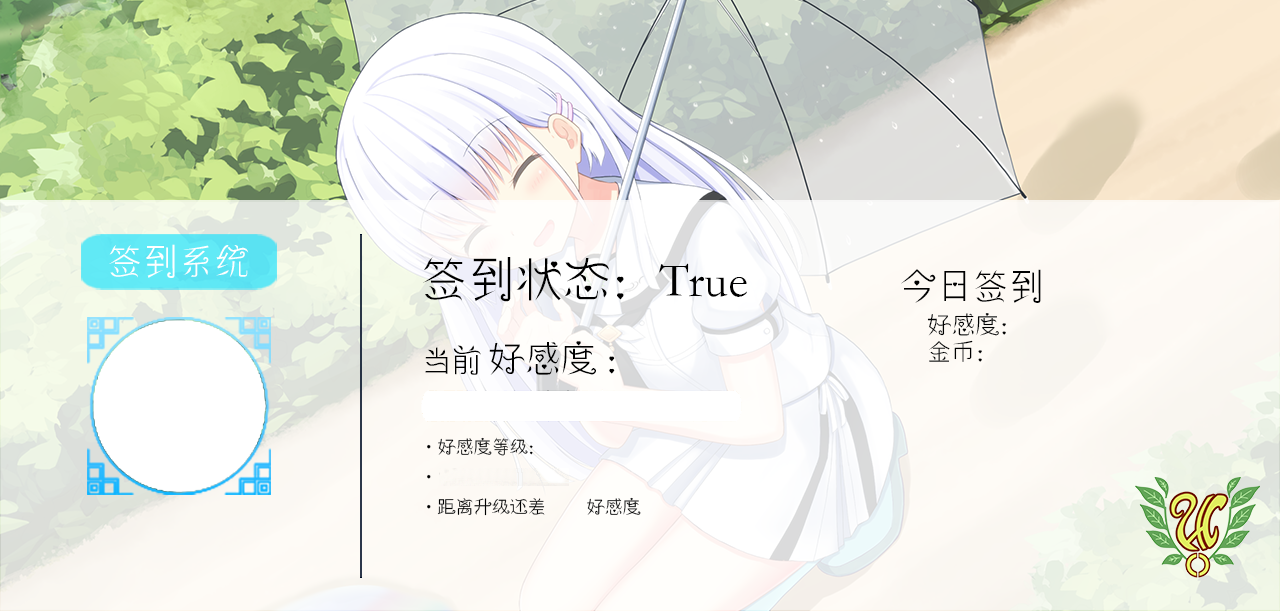 签到系统
签到状态：True
当前 好感度：
·好感度等级：
·
·距离升级还差 好感度
今日签到
好感度：
金币：